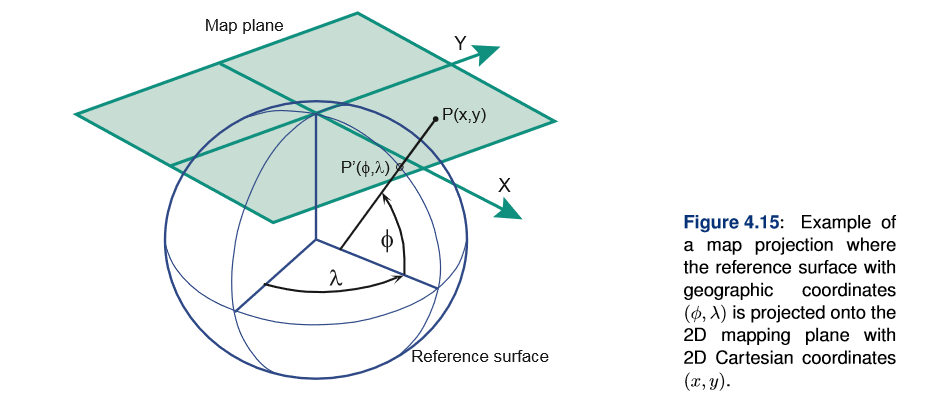 Map plane
Y
P(x,y)
P'(ϕ,λ)
X
ϕ
λ
Reference surface
Figure 4.15: Example of
a map projection where
the reference surface with
geographic coordinates
(ϕ, λ) is projected onto the
2D mapping plane with
2D Cartesian coordinates
(x, y).